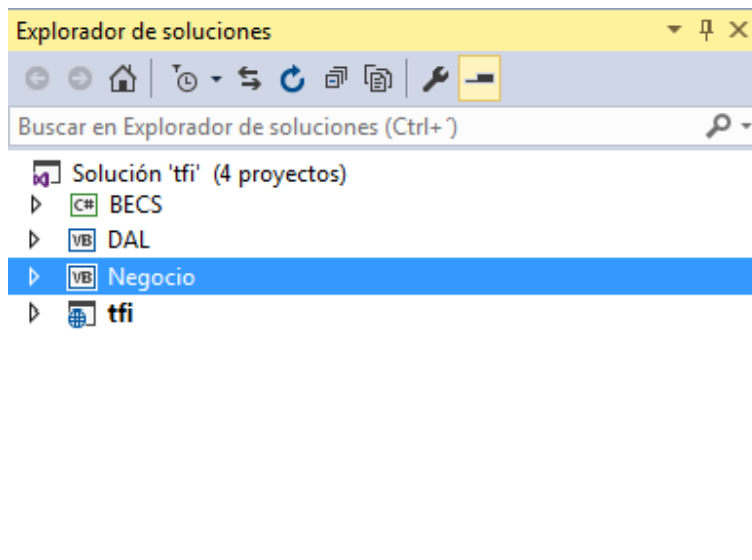 Explorador de soluciones
Buscar en Explorador de soluciones (Ctrl+´)
Solución 'tfi' (4 proyectos)
C# BECS
VB DAL
VB Negocio
tfi